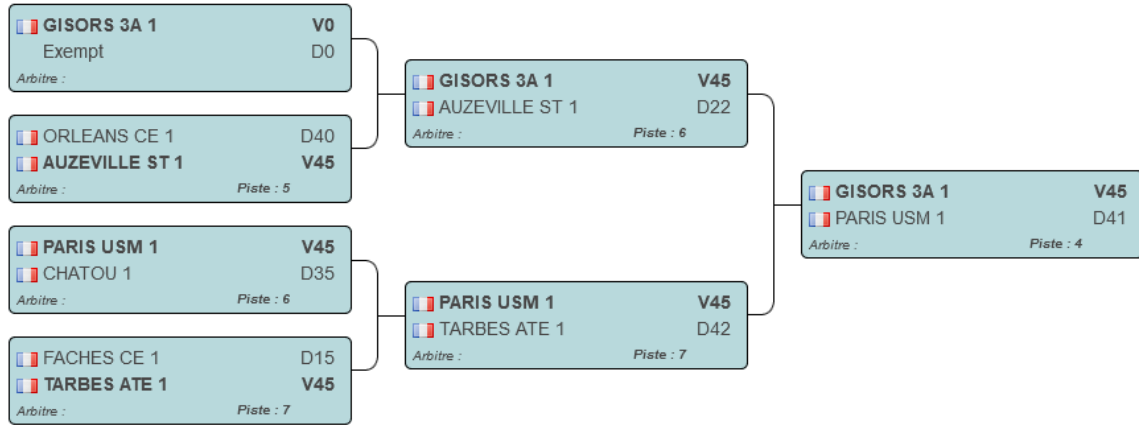 GISORS 3A 1 V0
Exempt D0
Arbitre :
ORLEANS CE 1 D40
AUZEVILLE ST 1 V45
Arbitre : Piste : 5
PARIS USM 1 V45
CHATOU 1 D35
Arbitre : Piste : 6
FACHES CE 1 D15
TARBES ATE 1 V45
Arbitre : Piste : 7
GISORS 3A 1 V45
AUZEVILLE ST 1 D22
Arbitre : Piste : 6
PARIS USM 1 V45
TARBES ATE 1 D42
Arbitre : Piste : 7
GISORS 3A 1 V45
PARIS USM 1 D41
Arbitre : Piste : 4